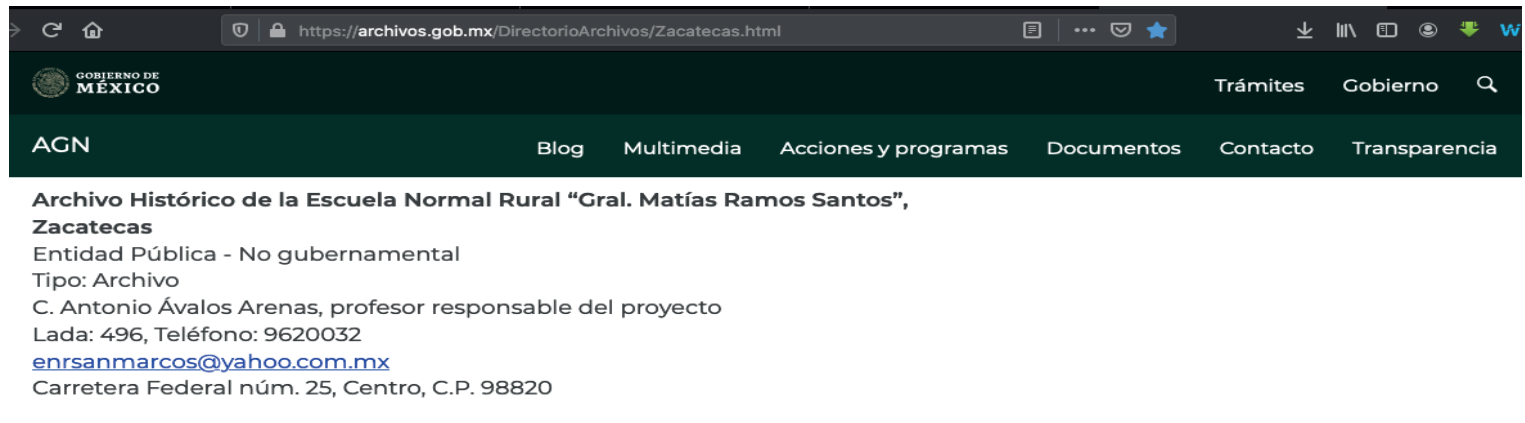 https://archivos.gob.mx/DirectorioArchivos/Zacatecas.html
GOBIERNO DE
MÉXICO
Trámites Gobierno
AGN Blog Multimedia Acciones y programas Documentos Contacto Transparencia
Archivo Histórico de la Escuela Normal Rural “Gral. Matías Ramos Santos”,
Zacatecas
Entidad Pública - No gubernamental
Tipo: Archivo
C. Antonio Ávalos Arenas, profesor responsable del proyecto
Lada: 496, Teléfono: 9620032
enrsanmarcos@yahoo.com.mx
Carretera Federal núm. 25, Centro, C.P. 98820